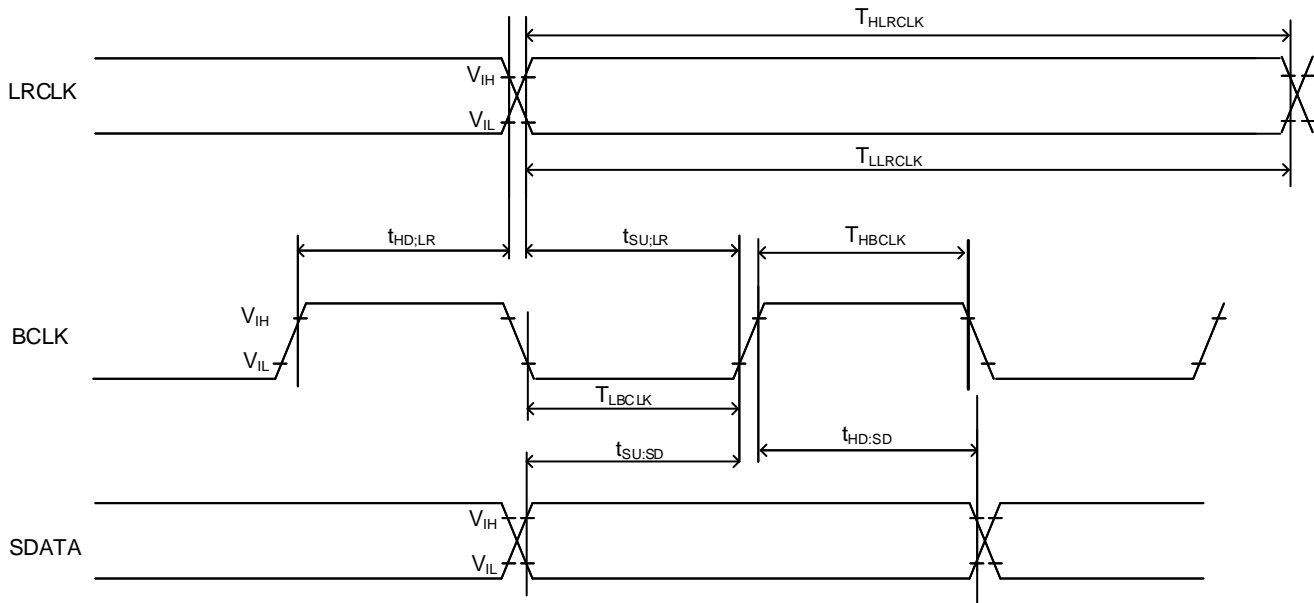 T_HLRCLK
V_IH
LRCLK
V_IL
T_LLRCLK
t_HD;LR
t_SU;LR
T_HBCLK
V_IH
BCLK
V_IL
T_LBCLK
t_SU:SD
t_HD:SD
V_IH
SDATA
V_IL